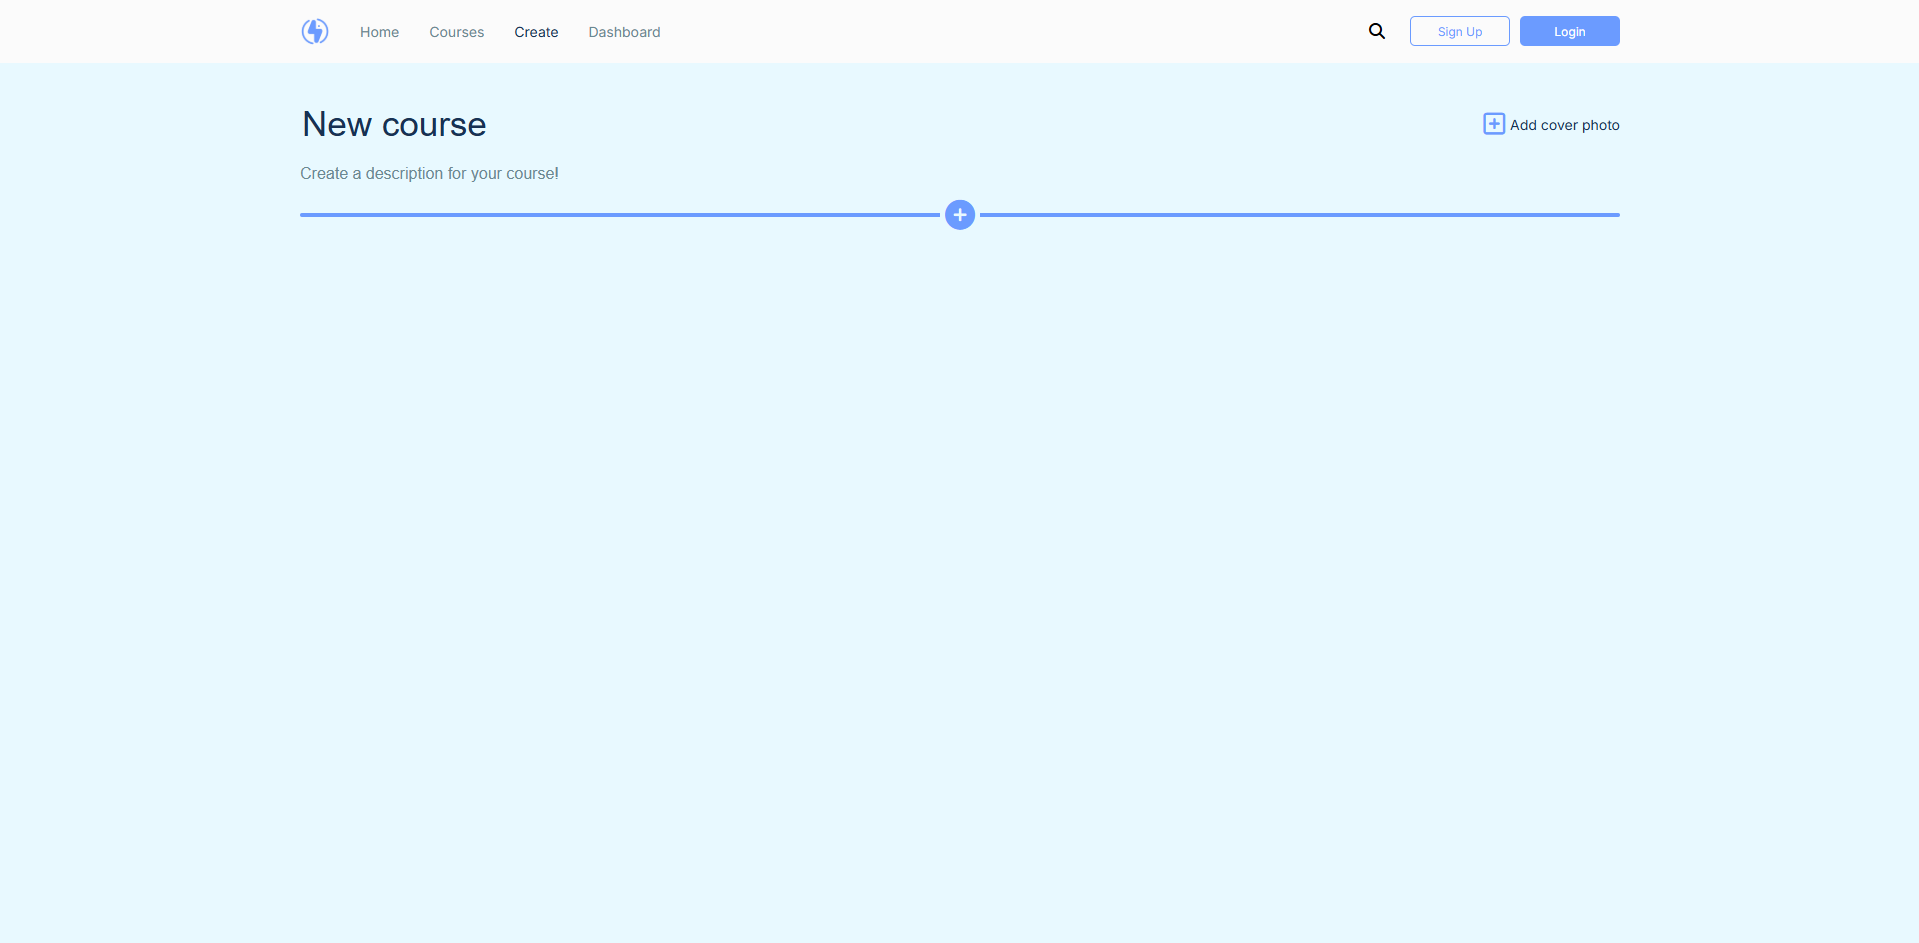 Home Courses Create Dashboard Sign Up Login
New course
Add cover photo
Create a description for your course!